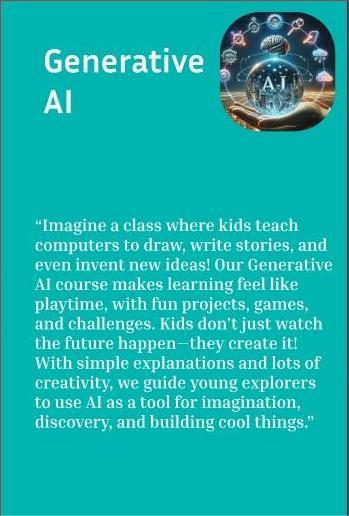 Generative
AI
AI
“Imagine a class where kids teach
computers to draw, write stories, and
even invent new ideas! Our Generative
AI course makes learning feel like
playtime, with fun projects, games,
and challenges. Kids don't just watch
the future happen—they create it!
With simple explanations and lots of
creativity, we guide young explorers
to use AI as a tool for imagination,
discovery, and building cool things.”